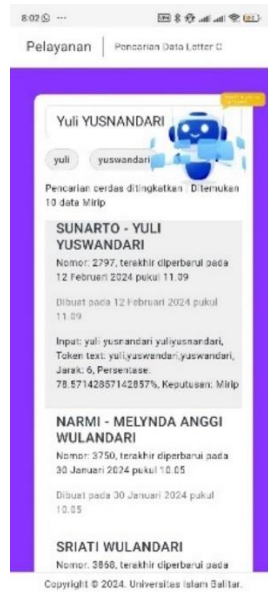 8:02
Pelayanan Pencarian Data Letter C
Yuli YUSNANDARI
yuli yuswandari
Pencarian cerdas ditingkatkan Ditemukan
10 data Mirip
SUNARTO - YULI
YUSWANDARI
Nomor: 2797, terakhir diperbarui pada
12 Februari 2024 pukul 11.09
Dibuat pada 12 Februari 2024 pukul
11.09
Input: yuli yusnandari yuliyusnandari,
Token text: yuli,yuswandari,yuswandari,
Jarak: 6, Persentase:
78.57142857142857%, Keputusan: Mirip
NARMI - MELYNDA ANGGI
WULANDARI
Nomor: 3750, terakhir diperbarui pada
30 Januari 2024 pukul 10.05
Dibuat pada 30 Januari 2024 pukul
10.05
SRIATI WULANDARI
Nomor: 3868, terakhir diperbarui pada
Copyright © 2024. Universitas Islam Balitar.